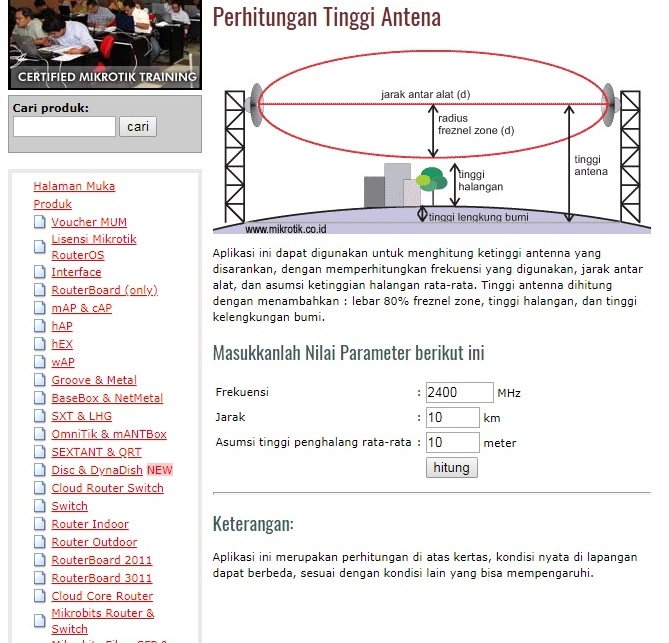 CERTIFIED MIKROTIK TRAINING
Cari produk:
cari
Halaman Muka
Produk
Voucher MUM
Lisensi Mikrotik
RouterOS
Interface
RouterBoard (only)
mAP & cAP
hAP
hEX
wAP
Groove & Metal
BaseBox & NetMetal
SXT & LHG
OmniTik & mANTBox
SEXTANT & QRT
Disc & DynaDish NEW
Cloud Router Switch
Switch
Router Indoor
Router Outdoor
RouterBoard 2011
RouterBoard 3011
Cloud Core Router
Mikrobits Router &
Switch
Perhitungan Tinggi Antena
jarak antar alat (d)
radius
freznel zone (d)
tinggi
antena
tinggi
halangan
tinggi lengkung bumi
www.mikrotik.co.id
Aplikasi ini dapat digunakan untuk menghitung ketinggi antenna yang
disarankan, dengan memperhitungkan frekuensi yang digunakan, jarak antar
alat, dan asumsi ketinggian halangan rata-rata. Tinggi antenna dihitung
dengan menambahkan : lebar 80% freznel zone, tinggi halangan, dan tinggi
kelengkungan bumi.
Masukkanlah Nilai Parameter berikut ini
Frekuensi : 2400 MHz
Jarak : 10 km
Asumsi tinggi penghalang rata-rata : 10 meter
hitung
Keterangan:
Aplikasi ini merupakan perhitungan di atas kertas, kondisi nyata di lapangan
dapat berbeda, sesuai dengan kondisi lain yang bisa mempengaruhi.